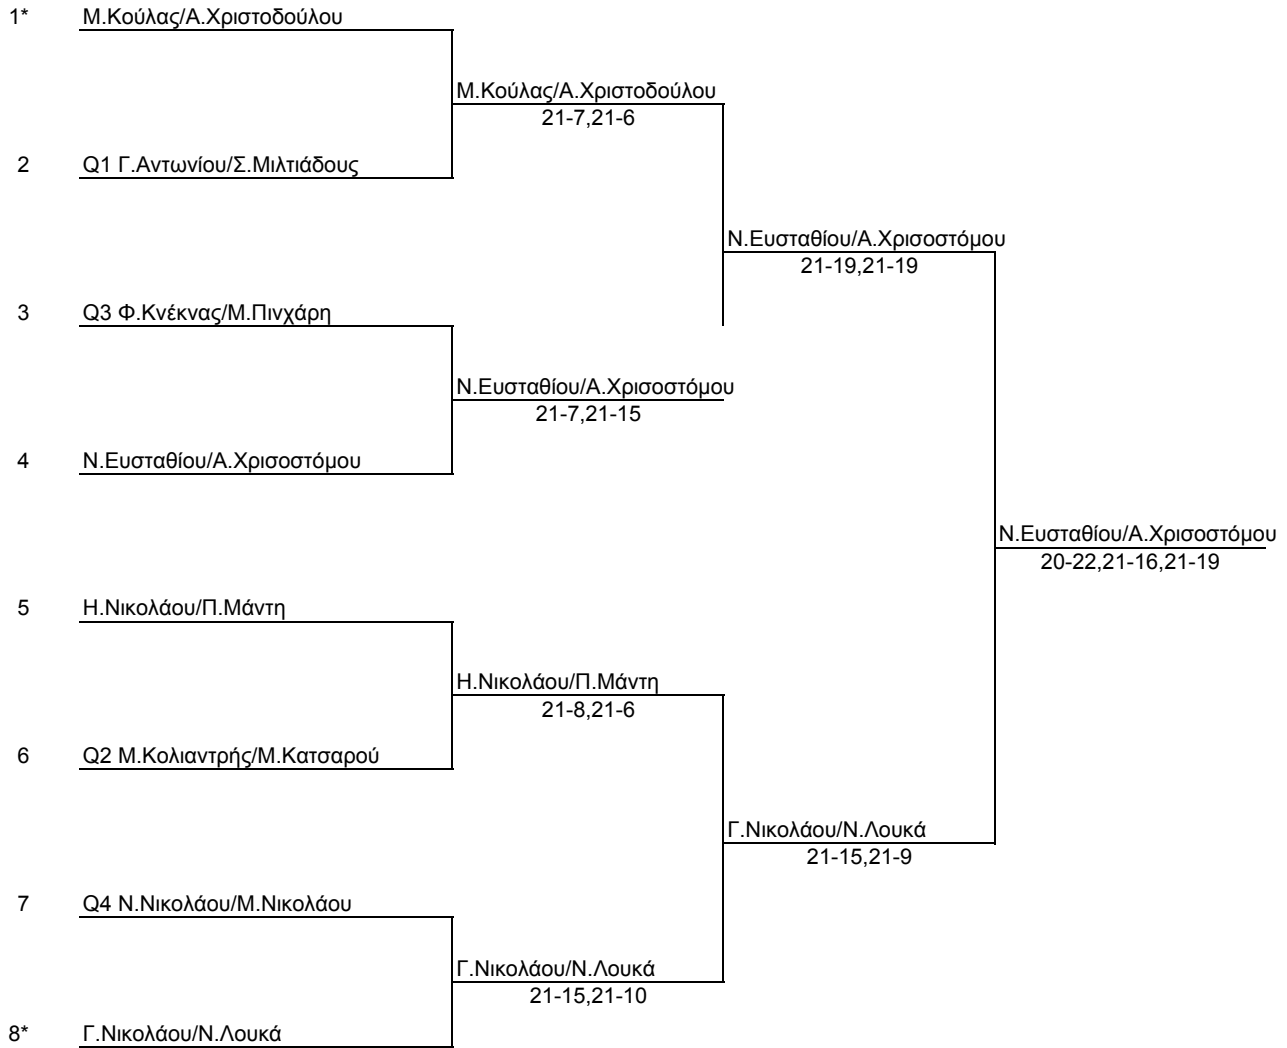 1* Μ.Κούλας/Α.Χριστοδούλου
Μ.Κούλας/Α.Χριστοδούλου
21-7,21-6
2 Q1 Γ.Αντωνίου/Σ.Μιλτιάδους
Ν.Ευσταθίου/Α.Χρισοστόμου
21-19,21-19
3 Q3 Φ.Κνέκνας/Μ.Πινχάρη
Ν.Ευσταθίου/Α.Χρισοστόμου
21-7,21-15
4 Ν.Ευσταθίου/Α.Χρισοστόμου
Ν.Ευσταθίου/Α.Χρισοστόμου
20-22,21-16,21-19
5 Η.Νικολάου/Π.Μάντη
Η.Νικολάου/Π.Μάντη
21-8,21-6
6 Q2 Μ.Κολιαντρής/Μ.Κατσαρού
Γ.Νικολάου/Ν.Λουκά
21-15,21-9
7 Q4 Ν.Νικολάου/Μ.Νικολάου
Γ.Νικολάου/Ν.Λουκά
21-15,21-10
8* Γ.Νικολάου/Ν.Λουκά